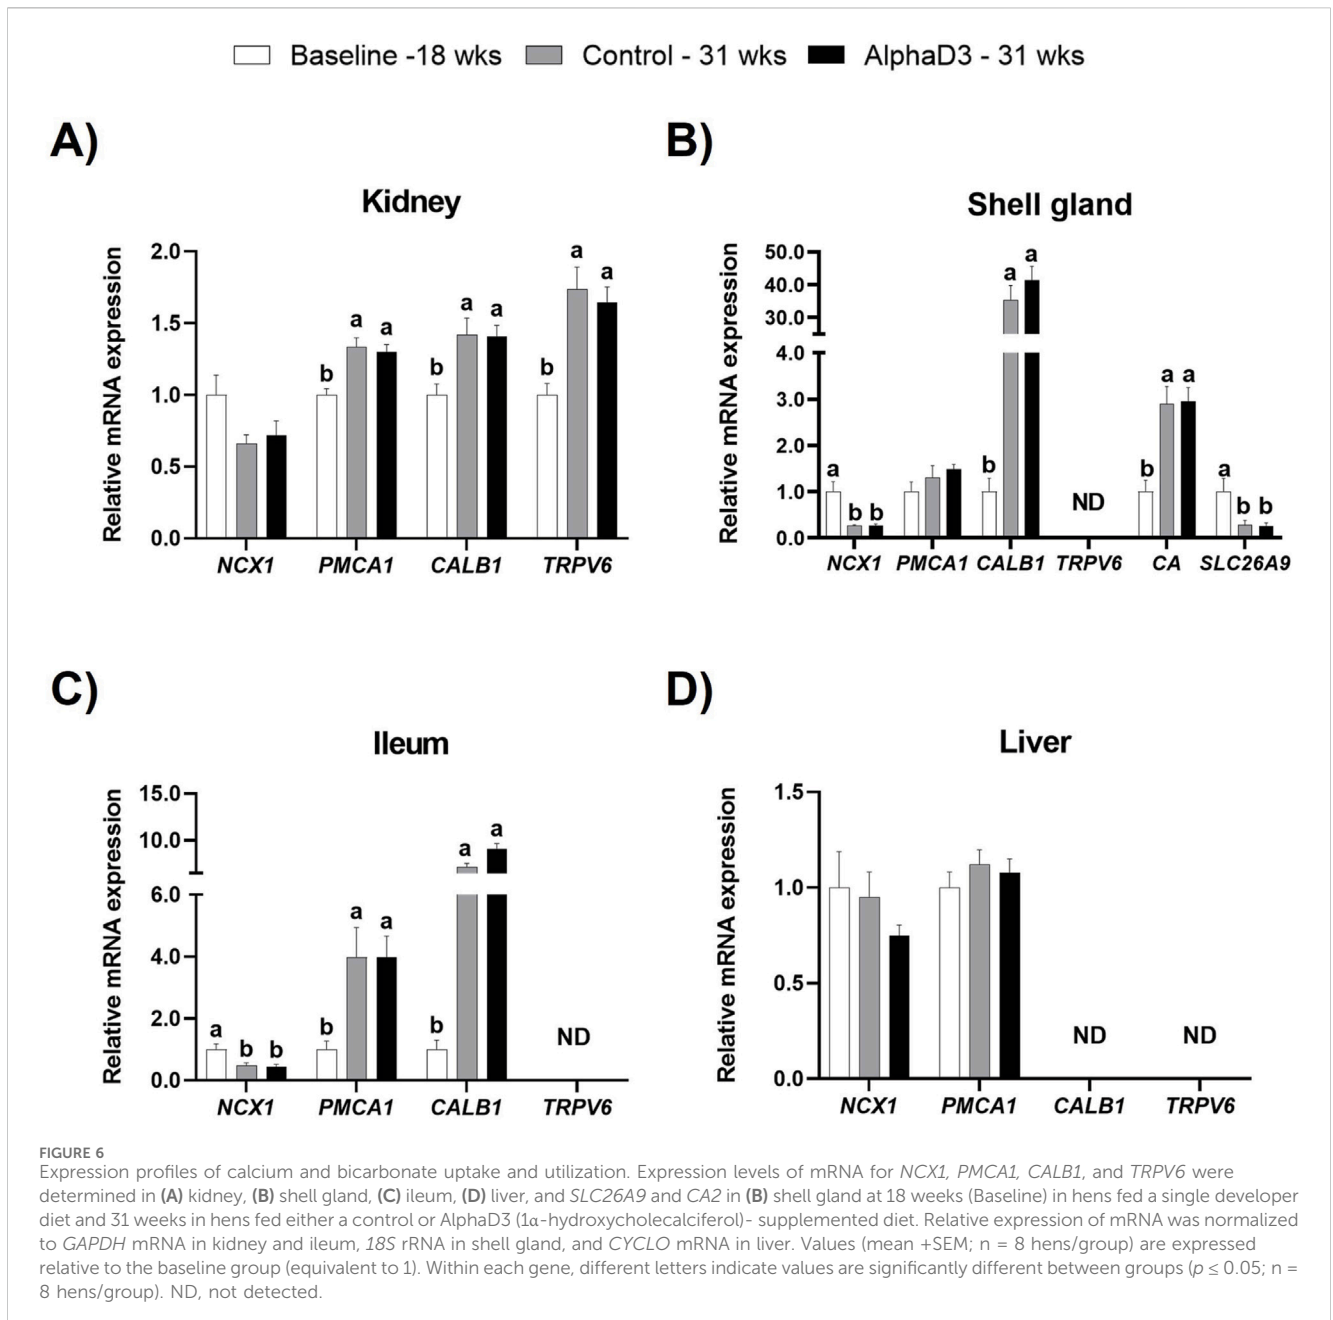 Baseline -18 wks Control - 31 wks AlphaD3 - 31 wks
A)
Kidney
Relative mRNA expression
2.0
1.5
1.0
0.5
0.0
b a a b a a b a a
NCX1 PMCA1 CALB1 TRPV6
B)
Shell gland
Relative mRNA expression
50.0
40.0
30.0
4.0
3.0
2.0
1.0
0.0
a b b b a a ND b a a a b b
NCX1 PMCA1 CALB1 TRPV6 CA SLC26A9
C)
Ileum
Relative mRNA expression
15.0
10.0
6.0
4.0
2.0
0.0
a b b b a a b a a ND
NCX1 PMCA1 CALB1 TRPV6
D)
Liver
Relative mRNA expression
1.5
1.0
0.5
0.0
ND ND
NCX1 PMCA1 CALB1 TRPV6
FIGURE 6
Expression profiles of calcium and bicarbonate uptake and utilization. Expression levels of mRNA for NCX1, PMCA1, CALB1, and TRPV6 were
determined in (A) kidney, (B) shell gland, (C) ileum, (D) liver, and SLC26A9 and CA2 in (B) shell gland at 18 weeks (Baseline) in hens fed a single developer
diet and 31 weeks in hens fed either a control or AlphaD3 (1α-hydroxycholecalciferol)- supplemented diet. Relative expression of mRNA was normalized
to GAPDH mRNA in kidney and ileum, 18S rRNA in shell gland, and CYCLO mRNA in liver. Values (mean +SEM; n = 8 hens/group) are expressed
relative to the baseline group (equivalent to 1). Within each gene, different letters indicate values are significantly different between groups (p ≤ 0.05; n =
8 hens/group). ND, not detected.